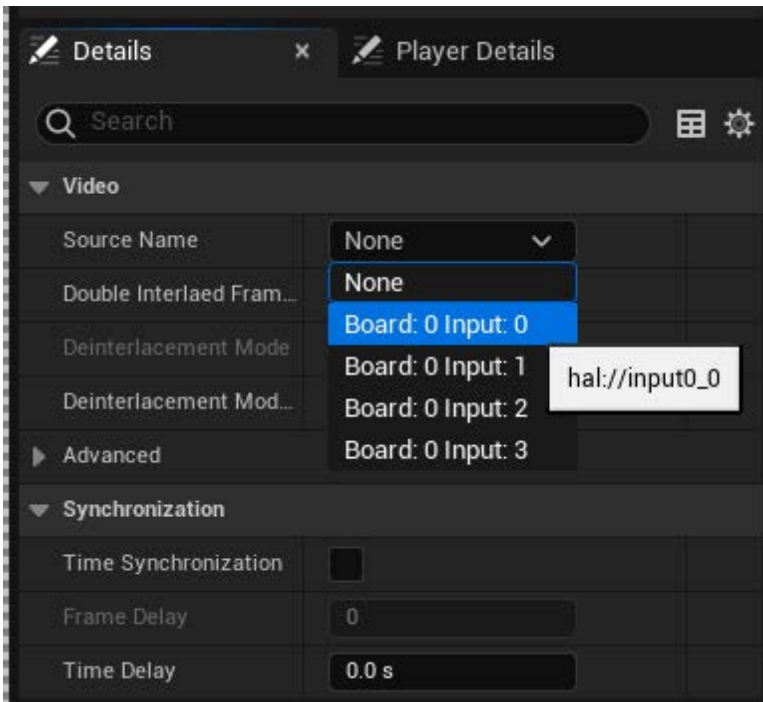 Details × Player Details
Search
Video
Source Name None
None
Double Interlaed Fram...
Board: 0 Input: 0
Deinterlacement Mode
Board: 0 Input: 1
hal://input0_0
Deinterlacement Mod...
Board: 0 Input: 2
Advanced
Board: 0 Input: 3
Synchronization
Time Synchronization
Frame Delay 0
Time Delay 0.0 s